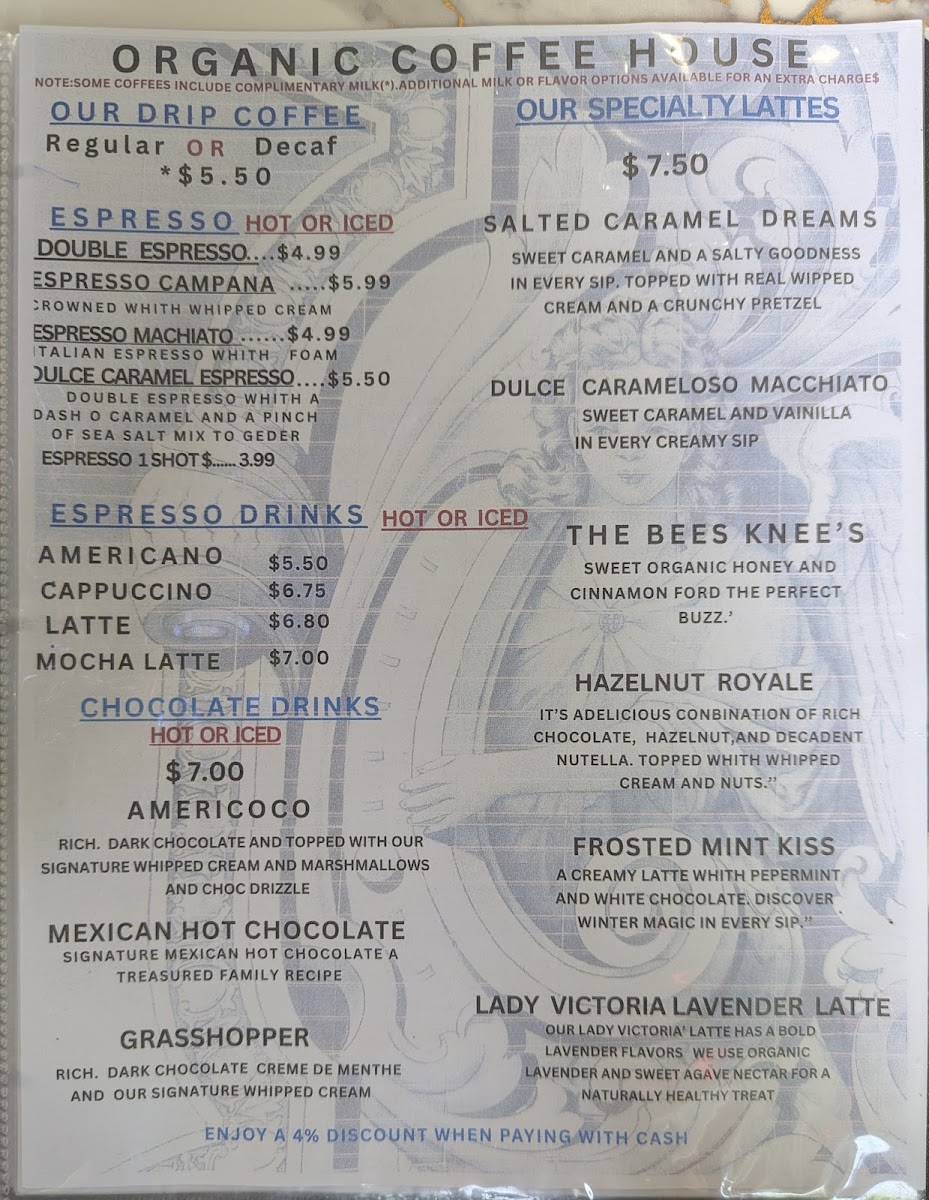 ORGANIC COFFEE HOUSE
NOTE:SOME COFFEES INCLUDE COMPLIMENTARY MILK(*).ADDITIONAL MILK OR FLAVOR OPTIONS AVAILABLE FOR AN EXTRA CHARGE$
OUR DRIP COFFEE
Regular OR Decaf
*$5.50
ESPRESSO HOT OR ICED
DOUBLE ESPRESSO....$4.99
ESPRESSO CAMPANA .....$5.99
CROWNED WHITH WHIPPED CREAM
ESPRESSO MACHIATO ......$4.99
ITALIAN ESPRESSO WHITH FOAM
DULCE CARAMEL ESPRESSO....$5.50
DOUBLE ESPRESSO WHITH A
DASH O CARAMEL AND A PINCH
OF SEA SALT MIX TO GEDER
ESPRESSO 1 SHOT $...... 3.99
ESPRESSO DRINKS HOT OR ICED
AMERICANO $5.50
CAPPUCCINO $6.75
LATTE $6.80
MOCHA LATTE $7.00
CHOCOLATE DRINKS
HOT OR ICED
$7.00
AMERICOCO
RICH. DARK CHOCOLATE AND TOPPED WITH OUR
SIGNATURE WHIPPED CREAM AND MARSHMALLOWS
AND CHOC DRIZZLE
MEXICAN HOT CHOCOLATE
SIGNATURE MEXICAN HOT CHOCOLATE A
TREASURED FAMILY RECIPE
GRASSHOPPER
RICH. DARK CHOCOLATE CREME DE MENTHE
AND OUR SIGNATURE WHIPPED CREAM
OUR SPECIALTY LATTES
$7.50
SALTED CARAMEL DREAMS
SWEET CARAMEL AND A SALTY GOODNESS
IN EVERY SIP. TOPPED WITH REAL WIPPED
CREAM AND A CRUNCHY PRETZEL
DULCE CARAMELOSO MACCHIATO
SWEET CARAMEL AND VAINILLA
IN EVERY CREAMY SIP
THE BEES KNEE'S
SWEET ORGANIC HONEY AND
CINNAMON FORD THE PERFECT
BUZZ.'
HAZELNUT ROYALE
IT'S ADELICIOUS CONBINATION OF RICH
CHOCOLATE, HAZELNUT,AND DECADENT
NUTELLA. TOPPED WHITH WHIPPED
CREAM AND NUTS."
FROSTED MINT KISS
A CREAMY LATTE WHITH PEPERMINT
AND WHITE CHOCOLATE. DISCOVER
WINTER MAGIC IN EVERY SIP."
LADY VICTORIA LAVENDER LATTE
OUR LADY VICTORIA' LATTE HAS A BOLD
LAVENDER FLAVORS WE USE ORGANIC
LAVENDER AND SWEET AGAVE NECTAR FOR A
NATURALLY HEALTHY TREAT
ENJOY A 4% DISCOUNT WHEN PAYING WITH CASH